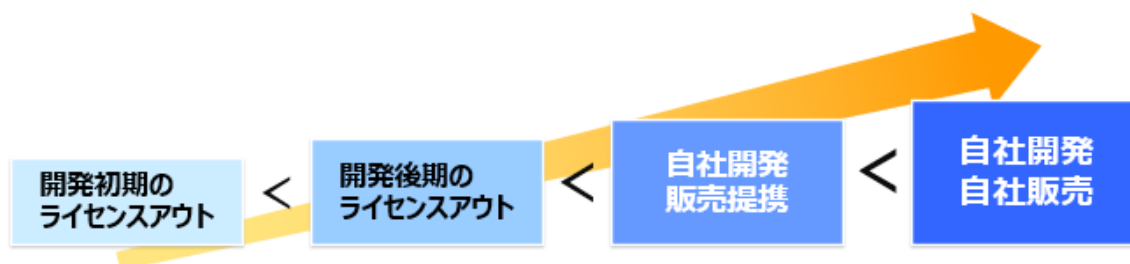 開発初期の
ライセンスアウト
<
開発後期の
ライセンスアウト
<
自社開発
販売提携
<
自社開発
自社販売